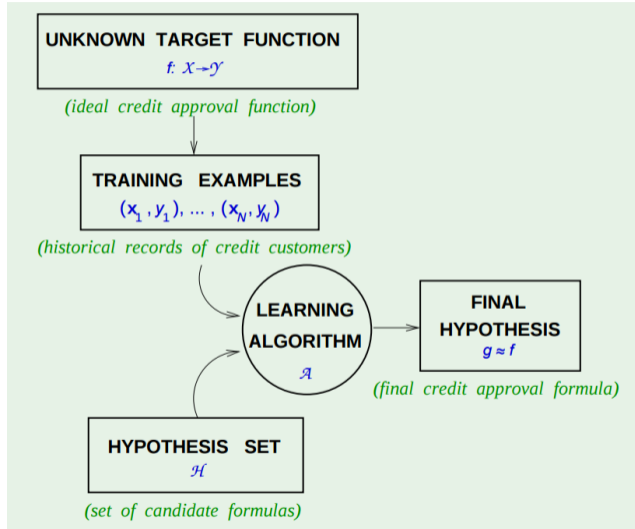 UNKNOWN TARGET FUNCTION
f: X→Y
(ideal credit approval function)
TRAINING EXAMPLES
(x1, y1), ... , (xN, yN)
(historical records of credit customers)
LEARNING
ALGORITHM
A
FINAL
HYPOTHESIS
g ≈ f
(final credit approval formula)
HYPOTHESIS SET
H
(set of candidate formulas)